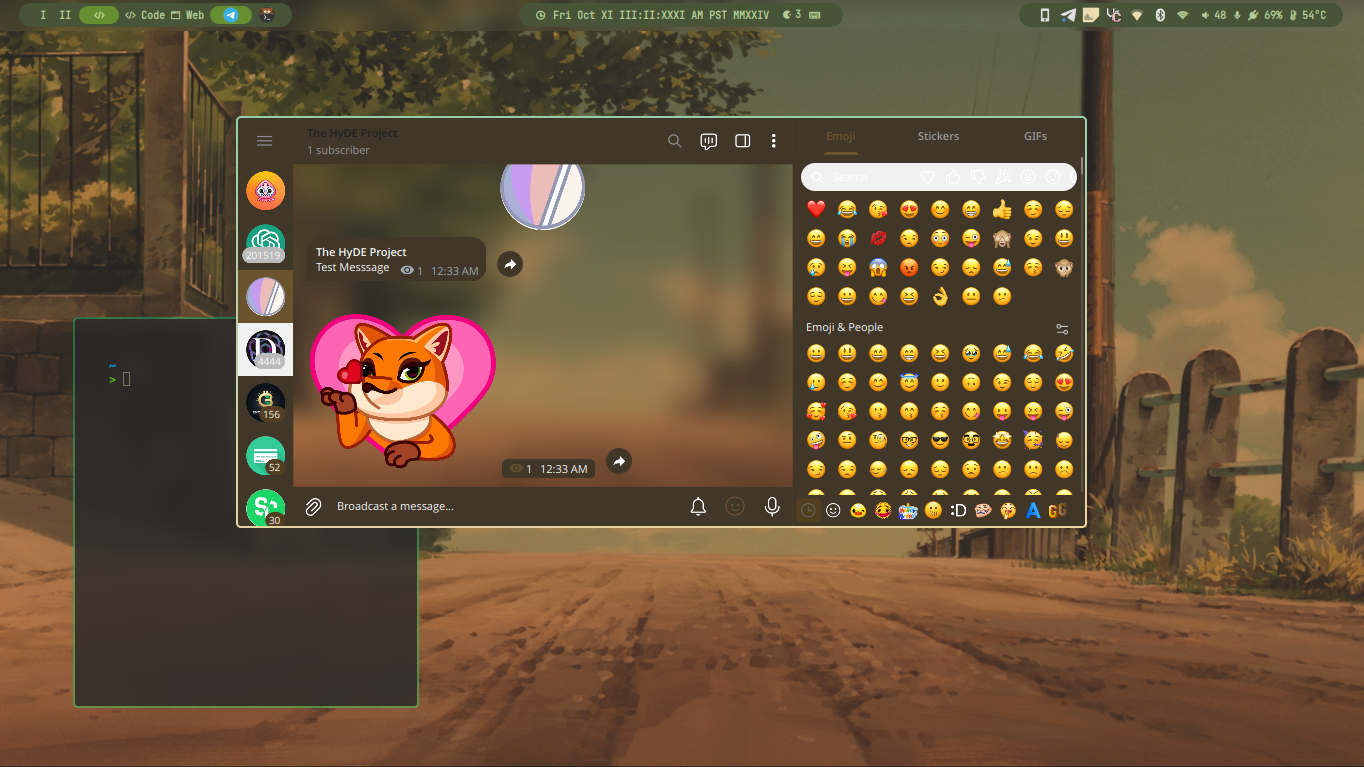 I II </> </> Code Web
Fri Oct XI III:II:XXXI AM PST MMXXIV 3
48 69% 54°C
The HyDE Project
1 subscriber
Emoji Stickers GIFs
Search
201519
The HyDE Project
Test Messsage 1 12:33 AM
Emoji & People
4444
~
>
156
52
1 12:33 AM
30
Broadcast a message...
:D A GG